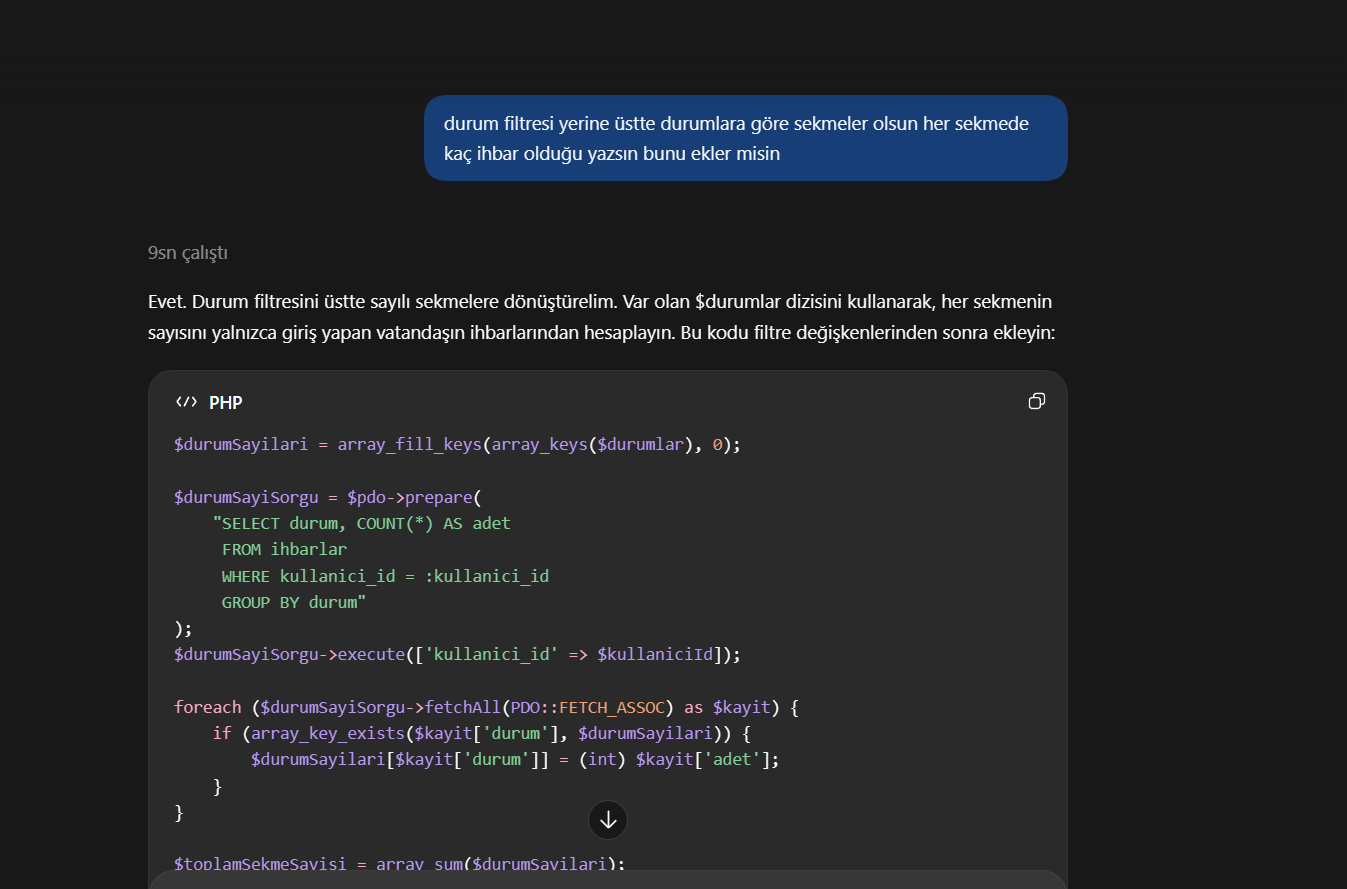 durum filtresi yerine üstte durumlara göre sekmeler olsun her sekmede
kaç ihbar olduğu yazsın bunu ekler misin
9sn çalıştı
Evet. Durum filtresini üstte sayılı sekmelere dönüştürelim. Var olan $durumlar dizisini kullanarak, her sekmenin
sayısını yalnızca giriş yapan vatandaşın ihbarlarından hesaplayın. Bu kodu filtre değişkenlerinden sonra ekleyin:
</> PHP
$durumSayilari = array_fill_keys(array_keys($durumlar), 0);
$durumSayiSorgu = $pdo->prepare(
    "SELECT durum, COUNT(*) AS adet
     FROM ihbarlar
     WHERE kullanici_id = :kullanici_id
     GROUP BY durum"
);
$durumSayiSorgu->execute(['kullanici_id' => $kullaniciId]);
foreach ($durumSayiSorgu->fetchAll(PDO::FETCH_ASSOC) as $kayit) {
    if (array_key_exists($kayit['durum'], $durumSayilari)) {
        $durumSayilari[$kayit['durum']] = (int) $kayit['adet'];
    }
}
$toplamSekmeSayisi = array_sum($durumSayilari);